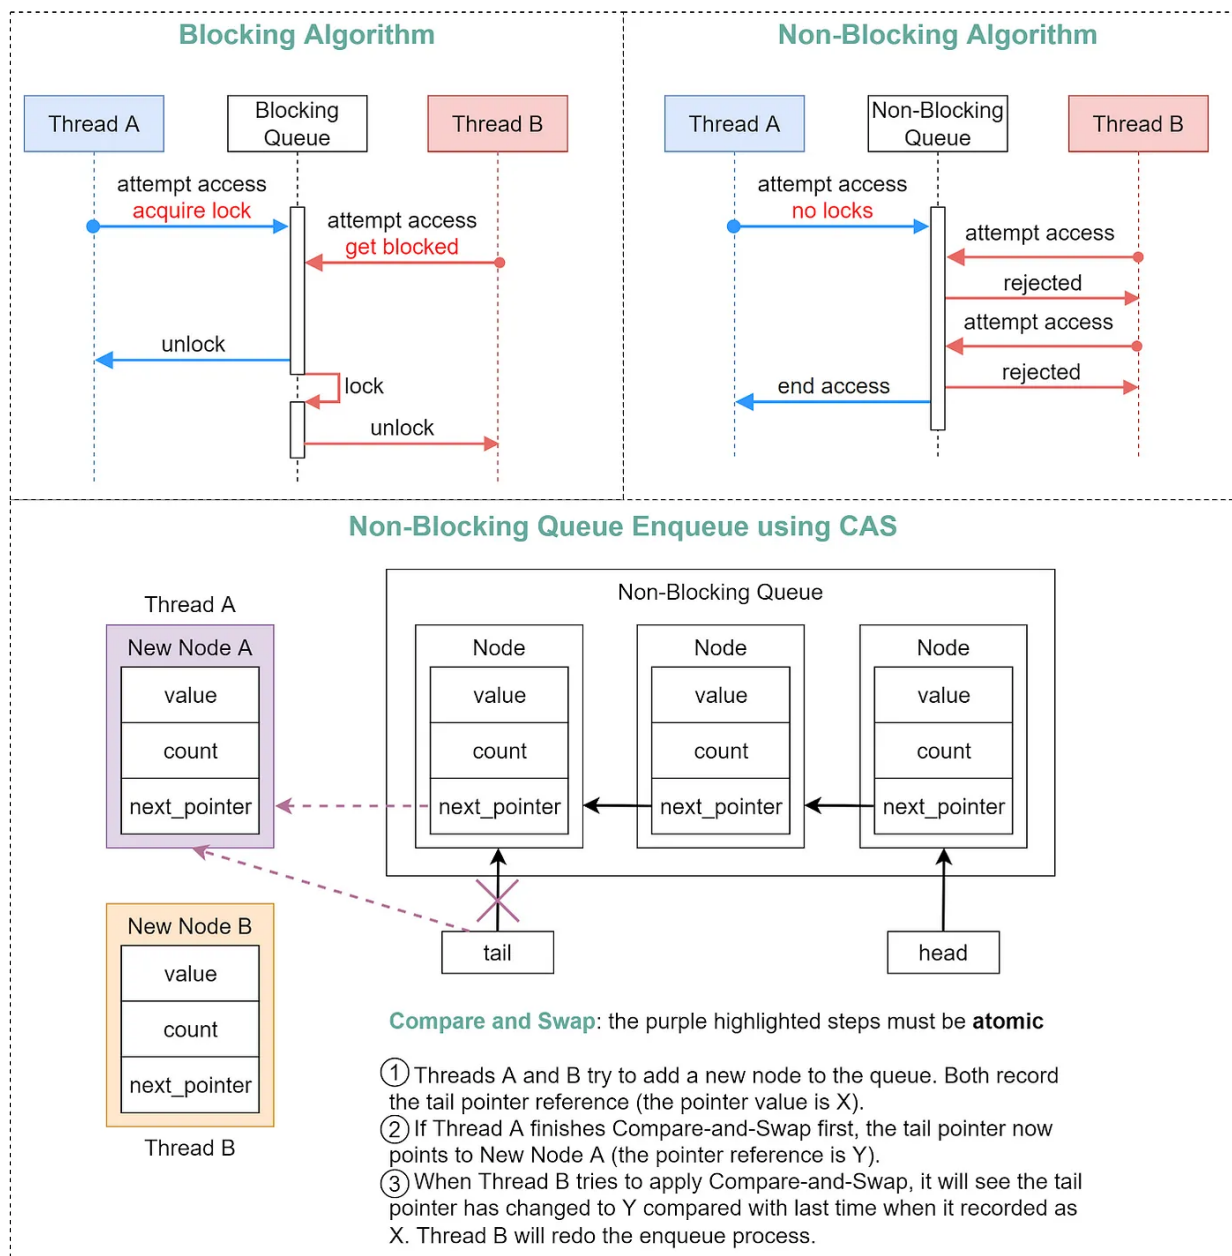 Blocking Algorithm
Thread A
Blocking
Queue
Thread B
attempt access
acquire lock
attempt access
get blocked
unlock
lock
unlock
Non-Blocking Algorithm
Thread A
Non-Blocking
Queue
Thread B
attempt access
no locks
attempt access
rejected
attempt access
rejected
end access
Non-Blocking Queue Enqueue using CAS
Thread A
New Node A
value
count
next_pointer
New Node B
value
count
next_pointer
Thread B
Non-Blocking Queue
Node
value
count
next_pointer
Node
value
count
next_pointer
Node
value
count
next_pointer
tail
head
Compare and Swap: the purple highlighted steps must be atomic
① Threads A and B try to add a new node to the queue. Both record
the tail pointer reference (the pointer value is X).
② If Thread A finishes Compare-and-Swap first, the tail pointer now
points to New Node A (the pointer reference is Y).
③ When Thread B tries to apply Compare-and-Swap, it will see the tail
pointer has changed to Y compared with last time when it recorded as
X. Thread B will redo the enqueue process.